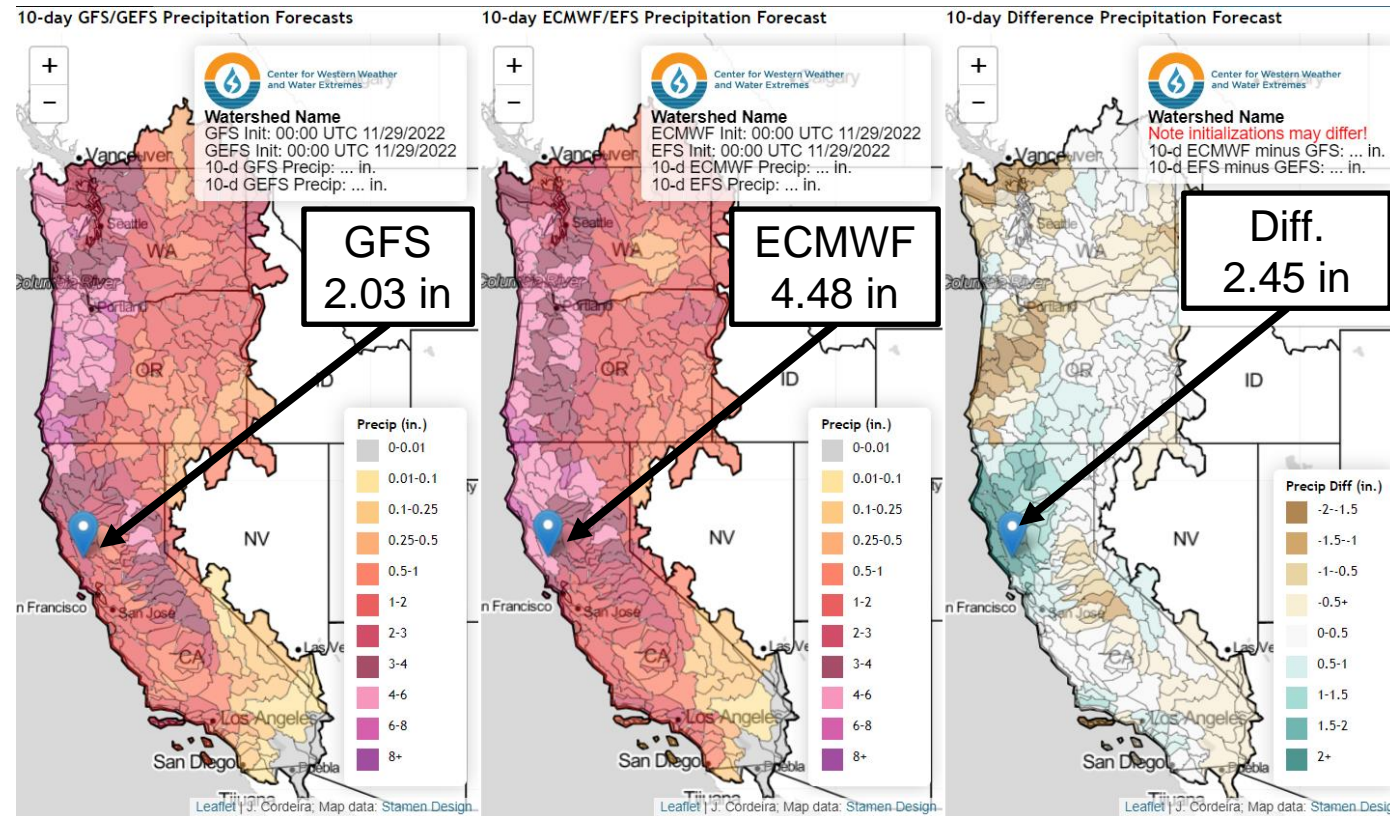 10-day GFS/GEFS Precipitation Forecasts
+
−
Center for Western Weather
and Water Extremes
Watershed Name
GFS Init: 00:00 UTC 11/29/2022
GEFS Init: 00:00 UTC 11/29/2022
10-d GFS Precip: ... in.
10-d GEFS Precip: ... in.
Vancouver
Seattle
WA
GFS
2.03 in
Columbia River
Portland
OR
ID
Precip (in.)
0-0.01
0.01-0.1
0.1-0.25
0.25-0.5
0.5-1
1-2
2-3
3-4
4-6
6-8
8+
NV
n Francisco
San Jose
Las Ve
CA
Los Angeles
San Diego
Puebla
Tijuana
Leaflet | J. Cordeira; Map data: Stamen Design
10-day ECMWF/EFS Precipitation Forecast
+
−
Center for Western Weather
and Water Extremes
Calgary
Watershed Name
ECMWF Init: 00:00 UTC 11/29/2022
EFS Init: 00:00 UTC 11/29/2022
10-d ECMWF Precip: ... in.
10-d EFS Precip: ... in.
Vancouver
Seattle
WA
ECMWF
4.48 in
Columbia River
Portland
OR
ID
Precip (in.)
0-0.01
0.01-0.1
0.1-0.25
0.25-0.5
0.5-1
1-2
2-3
3-4
4-6
6-8
8+
NV
n Francisco
San Jose
Las Ve
CA
Los Angeles
San Diego
Puebla
Tijuana
Leaflet | J. Cordeira; Map data: Stamen Design
10-day Difference Precipitation Forecast
+
−
Center for Western Weather
and Water Extremes
Calgary
Watershed Name
Note initializations may differ!
10-d ECMWF minus GFS: ... in.
10-d EFS minus GEFS: ... in.
Vancouver
Seattle
WA
Diff.
2.45 in
Columbia River
Portland
OR
ID
Precip Diff (in.)
-2--1.5
-1.5--1
-1--0.5
-0.5+
0-0.5
0.5-1
1-1.5
1.5-2
2+
NV
n Francisco
San Jose
Las Ve
CA
Los Angeles
San Diego
Puebla
Tijuana
Leaflet | J. Cordeira; Map data: Stamen Desig